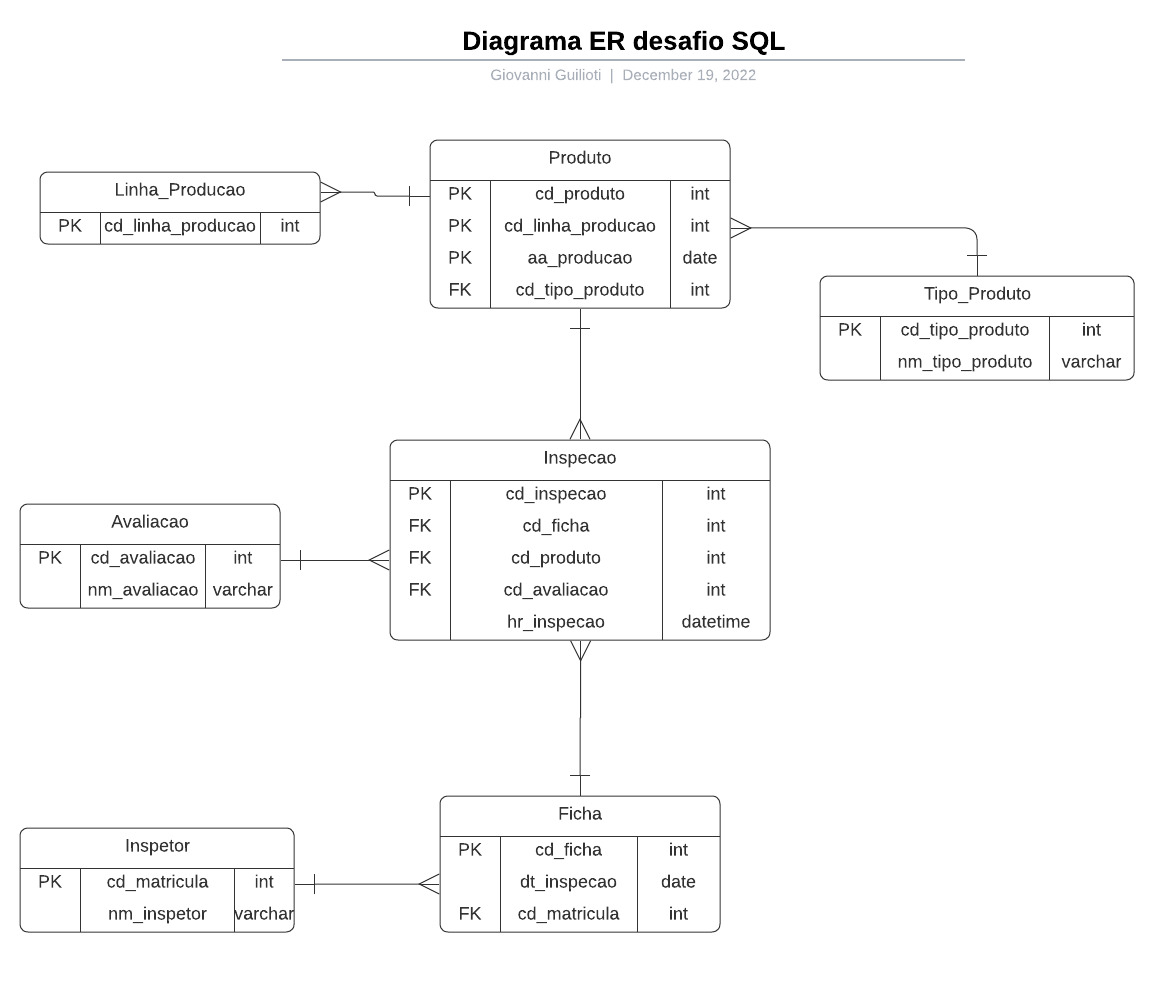 Diagrama ER desafio SQL
Giovanni Guilioti | December 19, 2022
Produto
PK cd_produto int
PK cd_linha_producao int
PK aa_producao date
FK cd_tipo_produto int
Linha_Producao
PK cd_linha_producao int
Tipo_Produto
PK cd_tipo_produto int
nm_tipo_produto varchar
Inspecao
PK cd_inspecao int
FK cd_ficha int
FK cd_produto int
FK cd_avaliacao int
hr_inspecao datetime
Avaliacao
PK cd_avaliacao int
nm_avaliacao varchar
Ficha
PK cd_ficha int
dt_inspecao date
FK cd_matricula int
Inspetor
PK cd_matricula int
nm_inspetor varchar